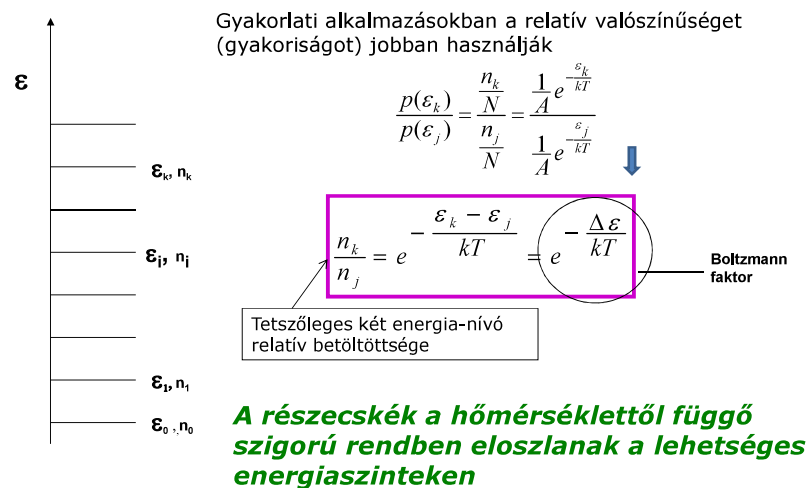 Gyakorlati alkalmazásokban a relatív valószínűséget
(gyakoriságot) jobban használják
ε
p(ε_k)/p(ε_j) = (n_k/N)/(n_j/N) = (1/A e^(-ε_k/kT))/(1/A e^(-ε_j/kT))
ε_k, n_k
n_k/n_j = e^(-(ε_k - ε_j)/kT) = e^(-Δε/kT)
ε_i, n_i
Boltzmann
faktor
Tetszőleges két energia-nívó
relatív betöltöttsége
ε_1, n_1
ε_0 , n_0
A részecskék a hőmérséklettől függő
szigorú rendben eloszlanak a lehetséges
energiaszinteken